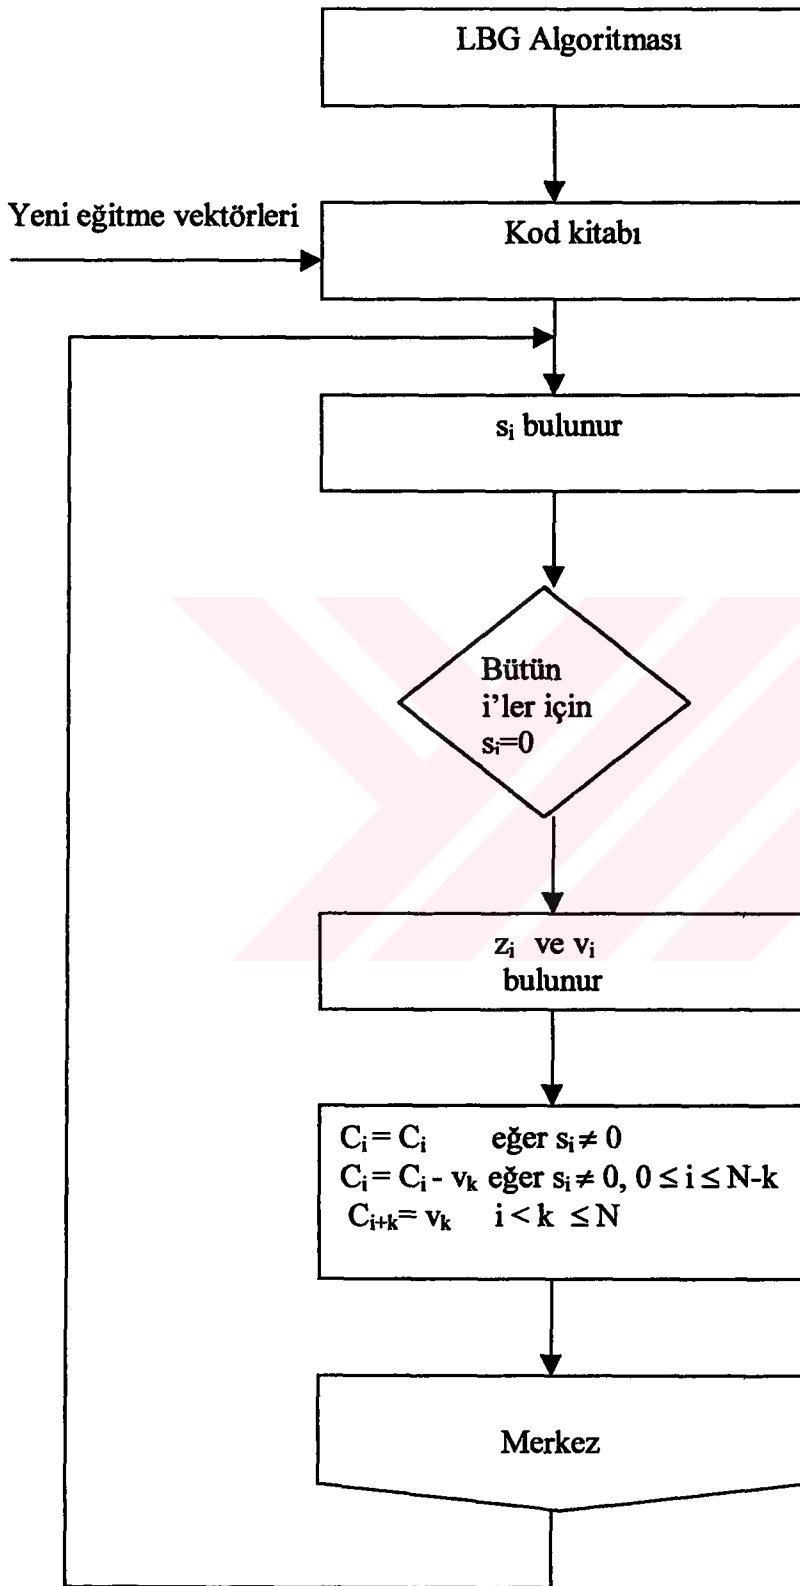 LBG Algoritması
Yeni eğitme vektörleri
Kod kitabı
sᵢ bulunur
Bütün
i'ler için
sᵢ=0
zᵢ ve vᵢ
bulunur
Cᵢ = Cᵢ eğer sᵢ ≠ 0
Cᵢ = Cᵢ - vₖ eğer sᵢ ≠ 0, 0 ≤ i ≤ N-k
Cᵢ₊ₖ = vₖ i < k ≤ N
Merkez